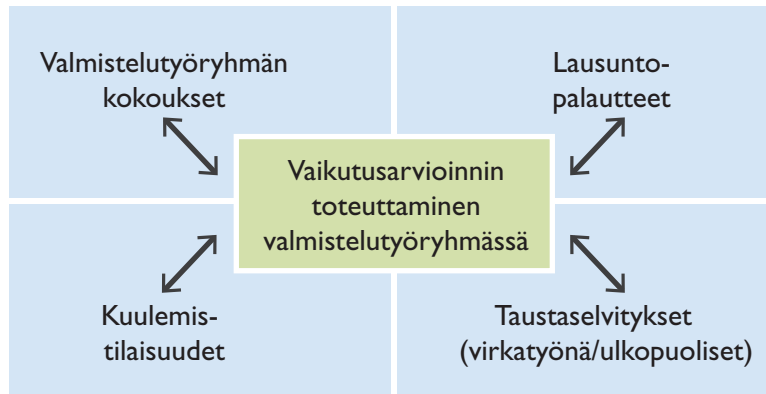 Valmistelutyöryhmän
kokoukset
Lausunto-
palautteet
Vaikutusarvioinnin
toteuttaminen
valmistelutyöryhmässä
Kuulemis-
tilaisuudet
Taustaselvitykset
(virkatyönä/ulkopuoliset)